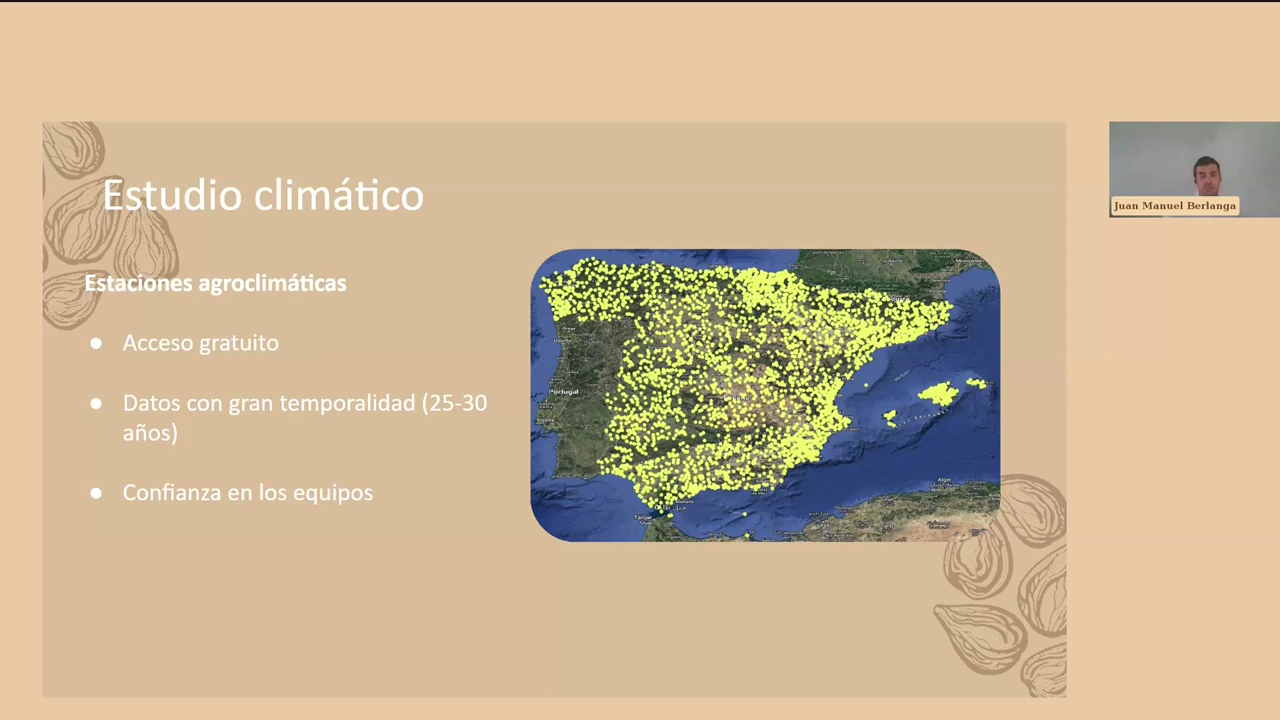 Estudio climático
Estaciones agroclimáticas
● Acceso gratuito
● Datos con gran temporalidad (25-30
años)
● Confianza en los equipos
Portugal
Juan Manuel Berlanga